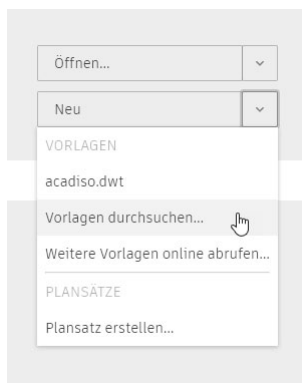 Öffnen...
Neu
VORLAGEN
acadiso.dwt
Vorlagen durchsuchen...
Weitere Vorlagen online abrufen...
PLANSÄTZE
Plansatz erstellen...